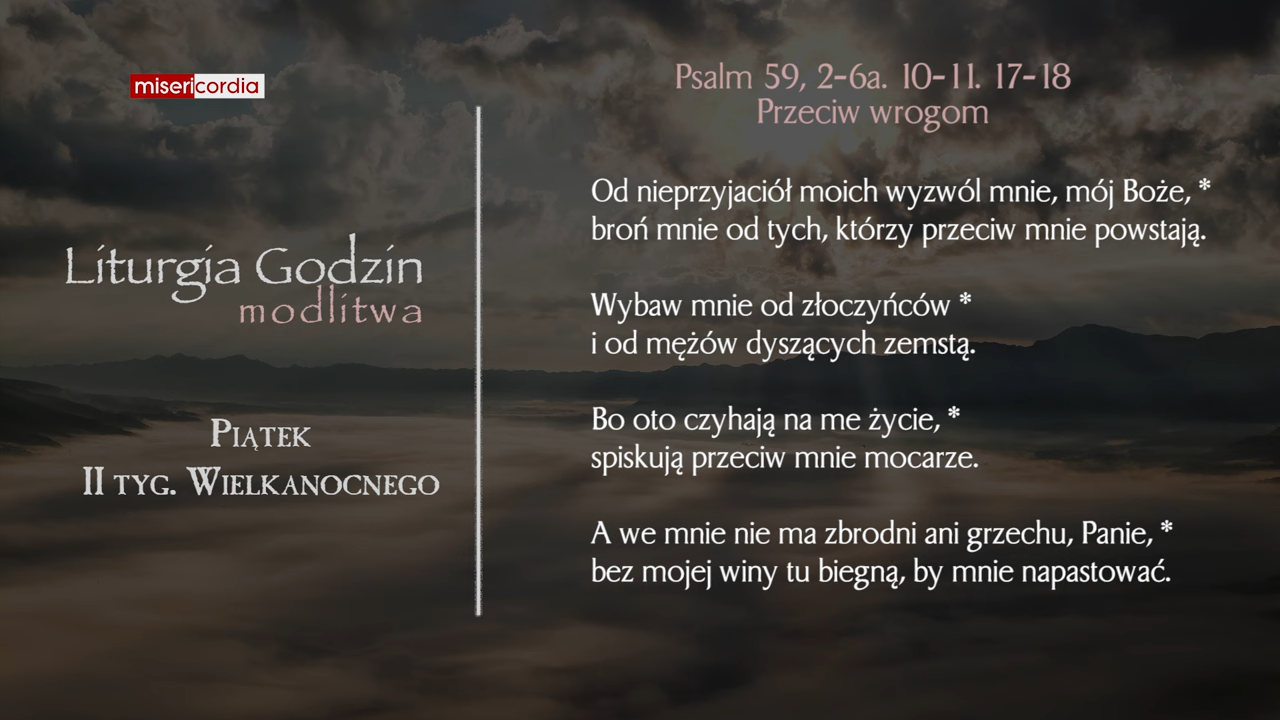 misericordia
Liturgia Godzin
modlitwa
Piątek
II tyg. Wielkanocnego
Psalm 59, 2-6a. 10-11. 17-18
Przeciw wrogom
Od nieprzyjaciół moich wyzwól mnie, mój Boże, *
broń mnie od tych, którzy przeciw mnie powstają.
Wybaw mnie od złoczyńców *
i od mężów dyszących zemstą.
Bo oto czyhają na me życie, *
spiskują przeciw mnie mocarze.
A we mnie nie ma zbrodni ani grzechu, Panie, *
bez mojej winy tu biegną, by mnie napastować.